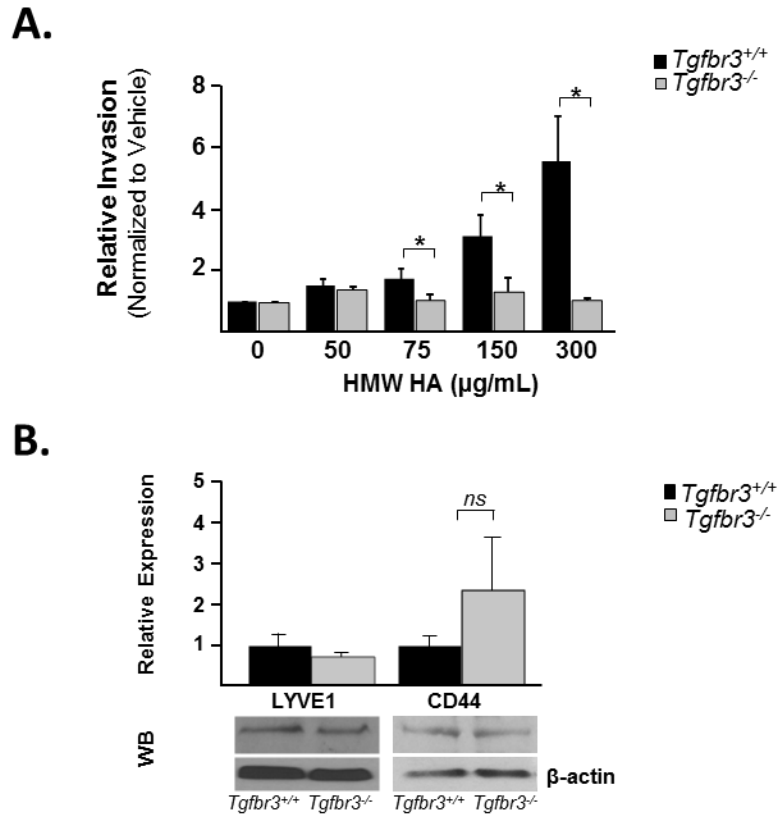 A.
Relative Invasion
(Normalized to Vehicle)
8
6
4
2
* * *
Tgfbr3+/+
Tgfbr3-/-
0 50 75 150 300
HMW HA (µg/mL)
B.
Relative Expression
5
4
3
2
1
ns
Tgfbr3+/+
Tgfbr3-/-
LYVE1 CD44
WB
β-actin
Tgfbr3+/+ Tgfbr3-/- Tgfbr3+/+ Tgfbr3-/-